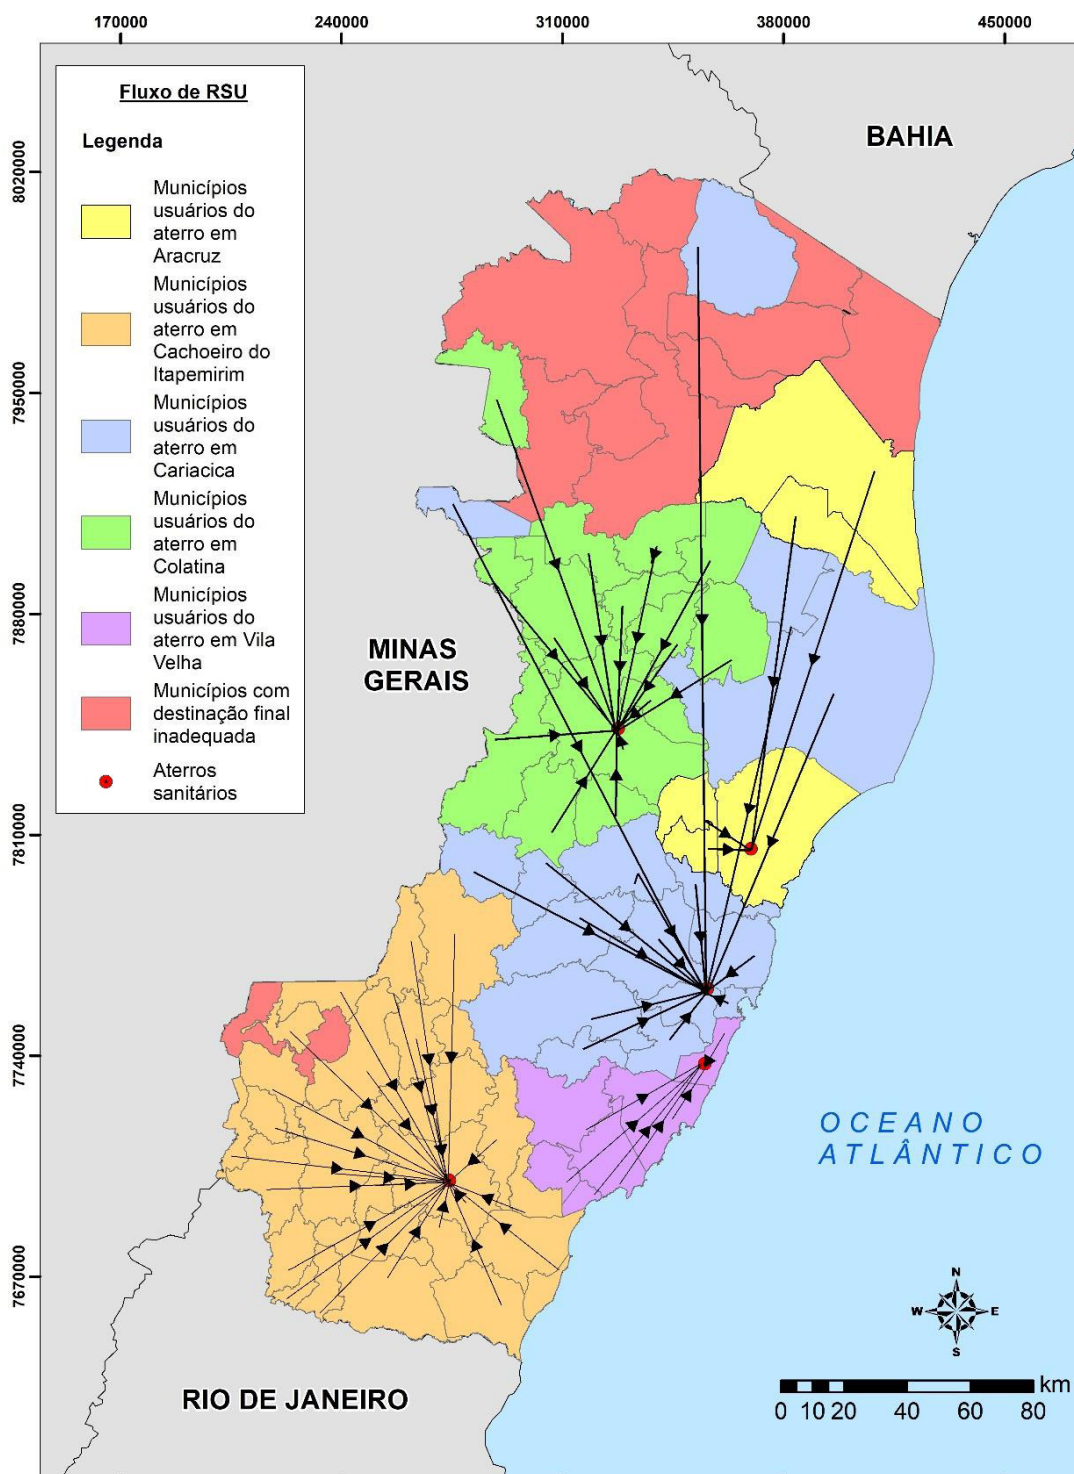 170000
240000
310000
380000
450000
8020000
7950000
7880000
7810000
7740000
7670000
Fluxo de RSU
Legenda
Municípios
usuários do
aterro em
Aracruz
Municípios
usuários do
aterro em
Cachoeiro do
Itapemirim
Municípios
usuários do
aterro em
Cariacica
Municípios
usuários do
aterro em
Colatina
Municípios
usuários do
aterro em Vila
Velha
Municípios com
destinação final
inadequada
Aterros
sanitários
BAHIA
MINAS
GERAIS
OCEANO
ATLÂNTICO
RIO DE JANEIRO
N
W
E
S
km
0 10 20 40 60 80